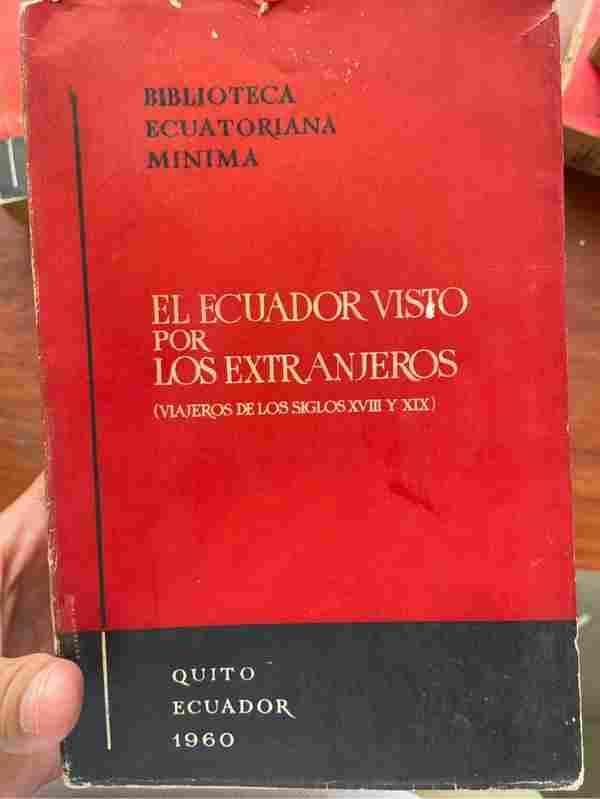 BIBLIOTECA
ECUATORIANA
MINIMA
EL ECUADOR VISTO
POR
LOS EXTRANJEROS
(VIAJEROS DE LOS SIGLOS XVIII Y XIX)
QUITO
ECUADOR
1960